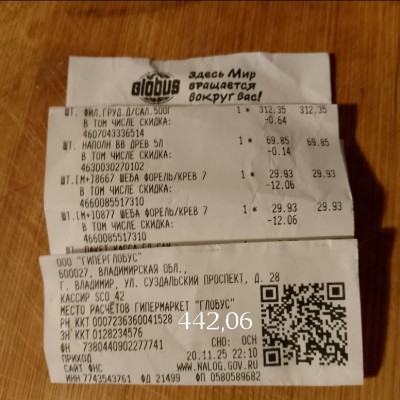 Globus
здесь Мир
вращается
вокруг вас!
ШТ. ФИЛ.ГРУД.Д/САЛ.500Г 1 * 312.35 312.35
В ТОМ ЧИСЛЕ СКИДКА: -0.64
4607043336514
ШТ. НАПОЛН ВВ ДРЕВ 5Л 1 * 69.85 69.85
В ТОМ ЧИСЛЕ СКИДКА: -0.14
4630030270102
ШТ.[М+]8667 ШЕБА ФОРЕЛЬ/КРЕВ 7 1 * 29.93 29.93
В ТОМ ЧИСЛЕ СКИДКА: -12.06
4660085517310
ШТ.[М+]0877 ШЕБА ФОРЕЛЬ/КРЕВ 7 1 * 29.93 29.93
В ТОМ ЧИСЛЕ СКИДКА: -12.06
4660085517310
ООО "ГИПЕРГЛОБУС"
600027, ВЛАДИМИРСКАЯ ОБЛ.,
Г. ВЛАДИМИР, УЛ. СУЗДАЛЬСКИЙ ПРОСПЕКТ, Д. 28
КАССИР SCO 42
МЕСТО РАСЧЁТОВ ГИПЕРМАРКЕТ "ГЛОБУС"
РН ККТ 0007236360041528
442,06
ЗН ККТ 0128234576
ФН 7380440902277741 СНО: ОСН
ПРИХОД 20.11.25 22:10
САЙТ ФНС WWW.NALOG.GOV.RU
ИНН 7743543761 ФД 21499 ФП 0580589682